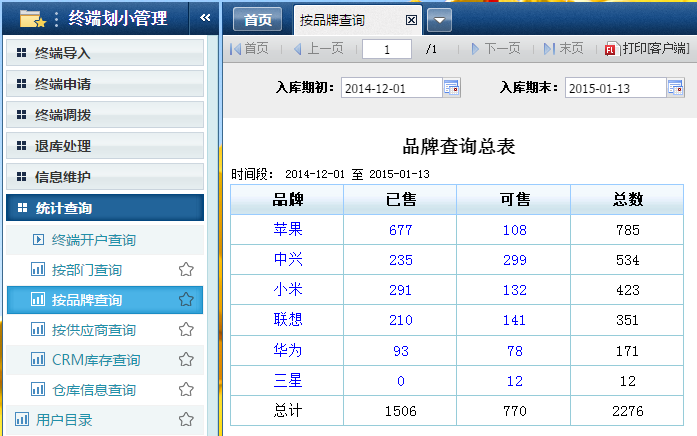 终端划小管理
«
终端导入
终端申请
终端调拨
退库处理
信息维护
统计查询
终端开户查询
按部门查询
按品牌查询
按供应商查询
CRM库存查询
仓库信息查询
用户目录
首页 按品牌查询
首页 上一页 1 /1 下一页 末页 打印[客户端]
入库期初: 2014-12-01 入库期末: 2015-01-13
品牌查询总表
时间段: 2014-12-01 至 2015-01-13
品牌 已售 可售 总数
苹果 677 108 785
中兴 235 299 534
小米 291 132 423
联想 210 141 351
华为 93 78 171
三星 0 12 12
总计 1506 770 2276